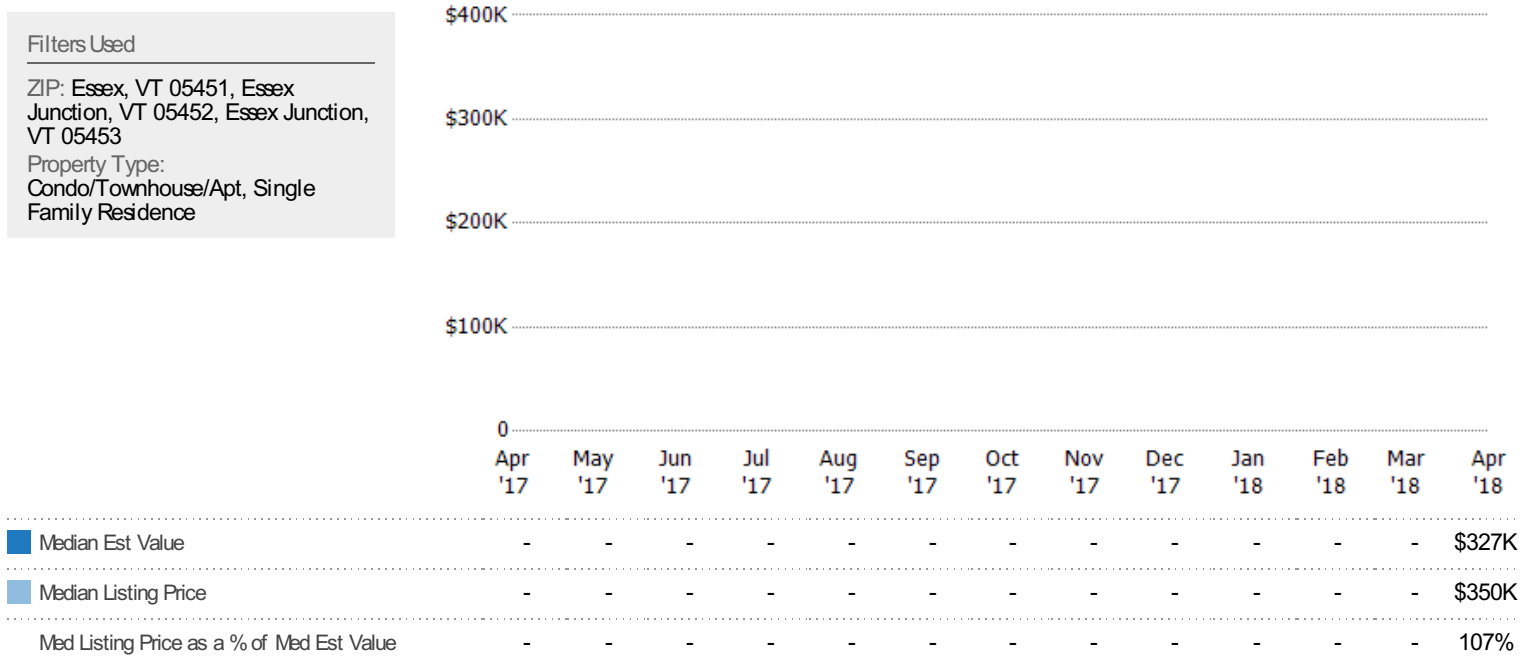 Filters Used
ZIP: Essex, VT 05451, Essex
Junction, VT 05452, Essex Junction,
VT 05453
Property Type:
Condo/Townhouse/Apt, Single
Family Residence
$400K
$300K
$200K
$100K
0
Apr May Jun Jul Aug Sep Oct Nov Dec Jan Feb Mar Apr
'17 '17 '17 '17 '17 '17 '17 '17 '17 '18 '18 '18 '18
Median Est Value - - - - - - - - - - - - $327K
Median Listing Price - - - - - - - - - - - - $350K
Med Listing Price as a % of Med Est Value - - - - - - - - - - - - 107%